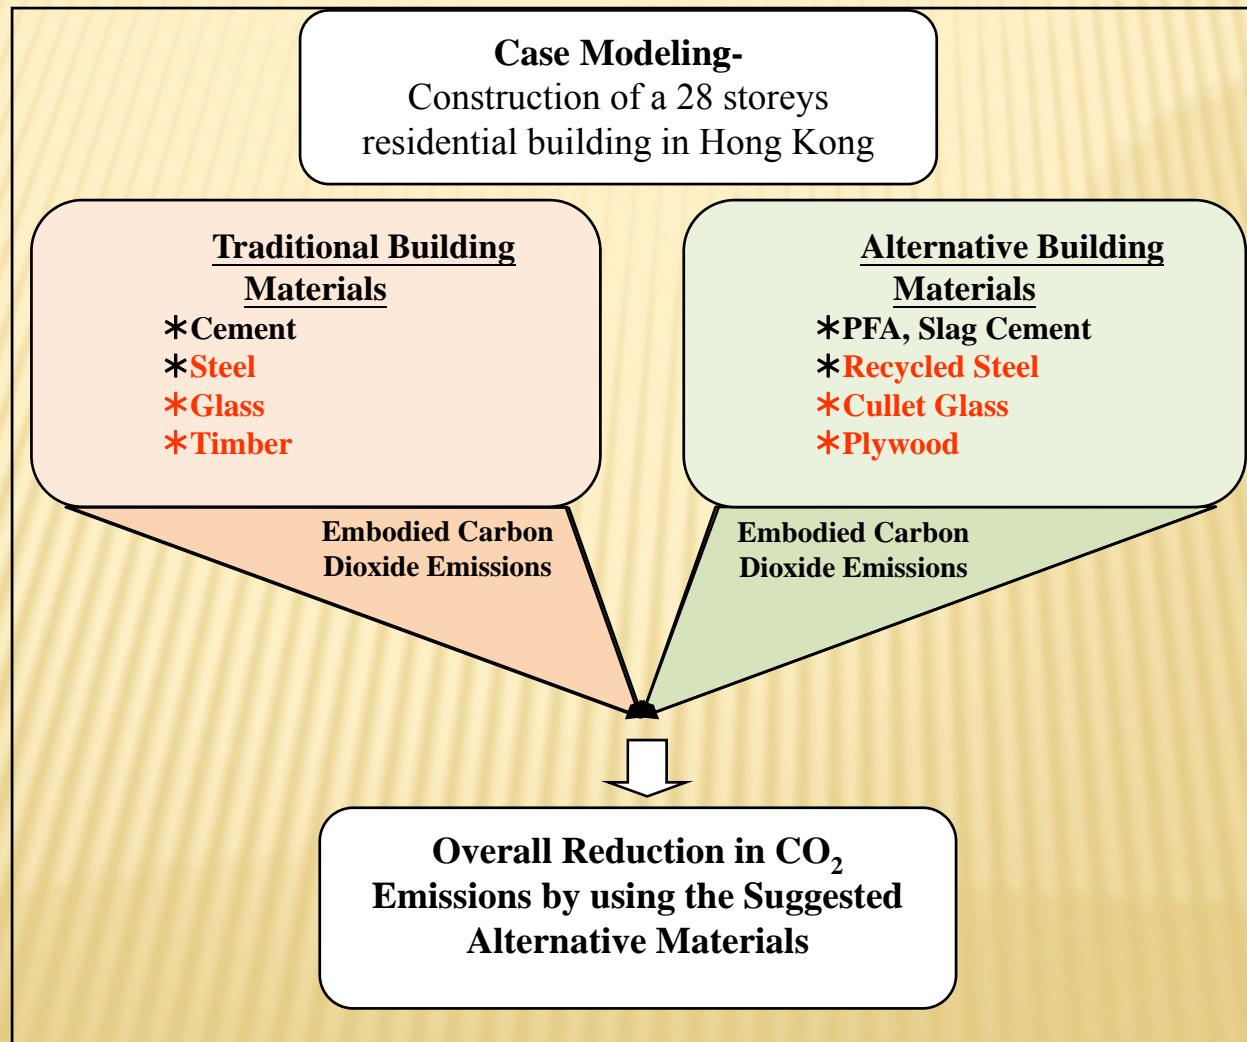 Case Modeling-
Construction of a 28 storeys
residential building in Hong Kong
Traditional Building
Materials
∗Cement
∗Steel
∗Glass
∗Timber
Alternative Building
Materials
∗PFA, Slag Cement
∗Recycled Steel
∗Cullet Glass
∗Plywood
Embodied Carbon
Dioxide Emissions
Embodied Carbon
Dioxide Emissions
Overall Reduction in CO₂
Emissions by using the Suggested
Alternative Materials